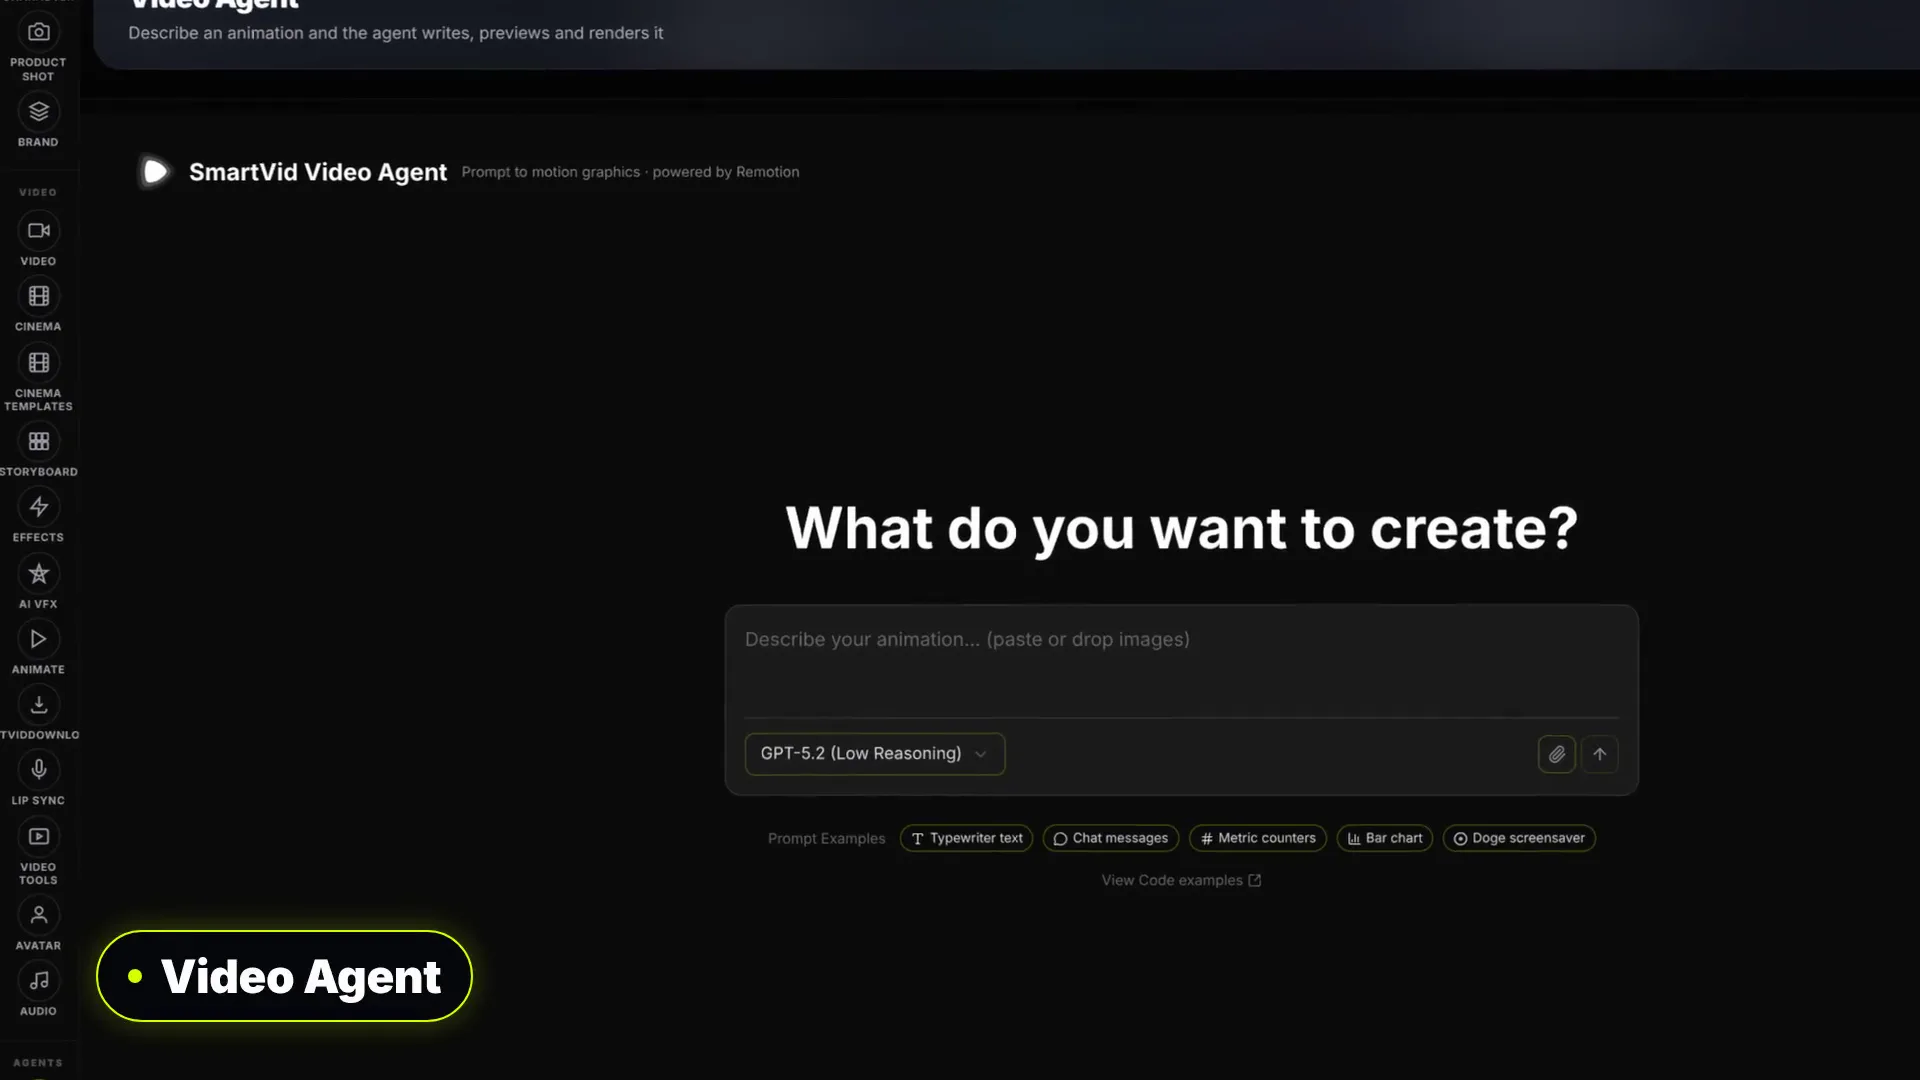 Video Agent
Describe an animation and the agent writes, previews and renders it
PRODUCT
SHOT
BRAND
VIDEO
VIDEO
CINEMA
CINEMA
TEMPLATES
STORYBOARD
EFFECTS
AI VFX
ANIMATE
TVIDDOWNLO
LIP SYNC
VIDEO
TOOLS
AVATAR
AUDIO
AGENTS
SmartVid Video Agent
Prompt to motion graphics · powered by Remotion
What do you want to create?
Describe your animation... (paste or drop images)
GPT-5.2 (Low Reasoning)
Prompt Examples
Typewriter text
Chat messages
Metric counters
Bar chart
Doge screensaver
View Code examples
Video Agent